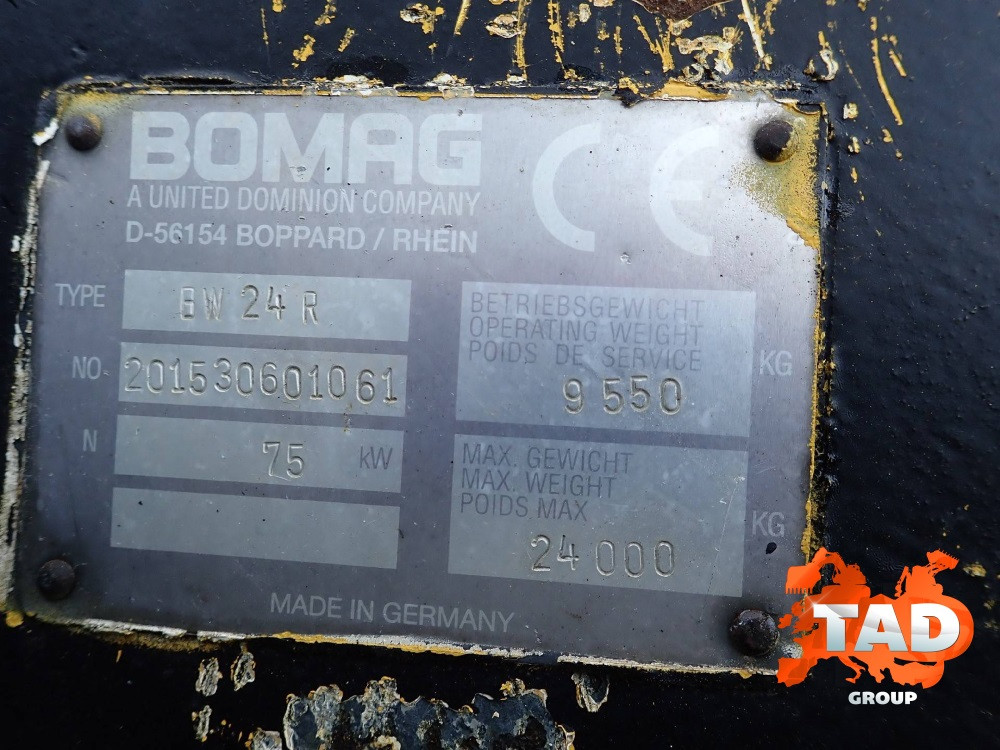 BOMAG
CE
A UNITED DOMINION COMPANY
D-56154 BOPPARD / RHEIN
TYPE BW 24 R
NO 201530601061
N 75 kW
BETRIEBSGEWICHT
OPERATING WEIGHT
POIDS DE SERVICE
9 550 KG
MAX. GEWICHT
MAX. WEIGHT
POIDS MAX
24 000 KG
MADE IN GERMANY
TAD
GROUP